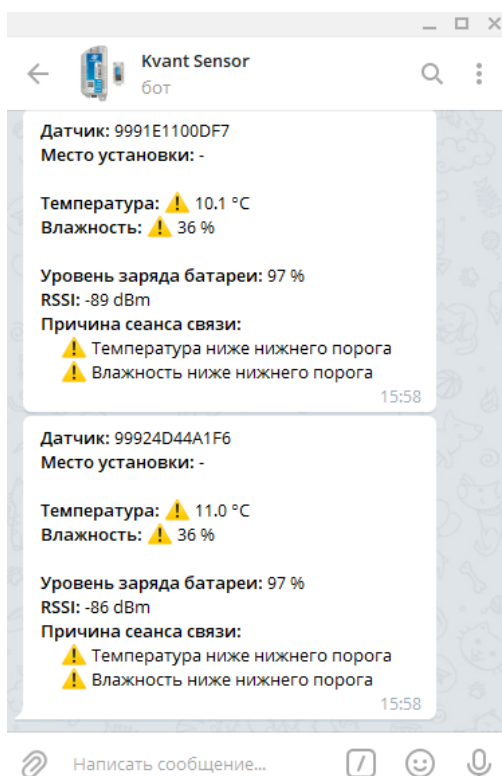 Kvant Sensor
бот
Датчик: 9991E1100DF7
Место установки: -
Температура: ⚠ 10.1 °C
Влажность: ⚠ 36 %
Уровень заряда батареи: 97 %
RSSI: -89 dBm
Причина сеанса связи:
⚠ Температура ниже нижнего порога
⚠ Влажность ниже нижнего порога
15:58
Датчик: 99924D44A1F6
Место установки: -
Температура: ⚠ 11.0 °C
Влажность: ⚠ 36 %
Уровень заряда батареи: 97 %
RSSI: -86 dBm
Причина сеанса связи:
⚠ Температура ниже нижнего порога
⚠ Влажность ниже нижнего порога
15:58
Написать сообщение...